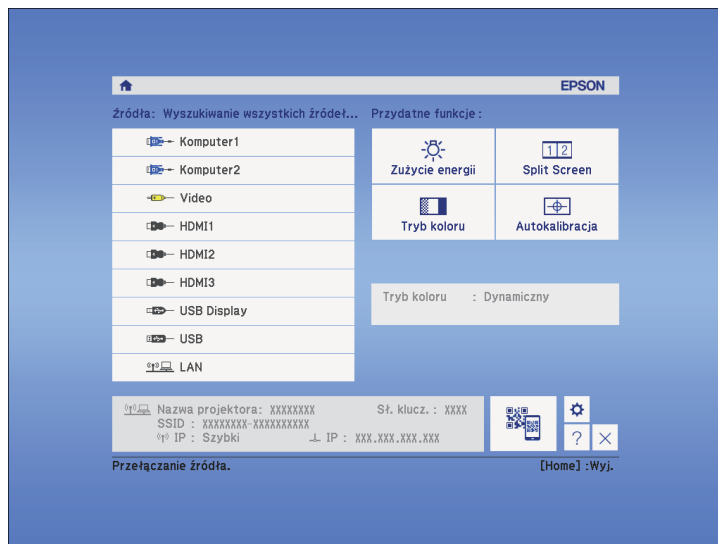 EPSON
Źródła: Wyszukiwanie wszystkich źródeł...
Komputer1
Komputer2
Video
HDMI1
HDMI2
HDMI3
USB Display
USB
LAN
Przydatne funkcje:
Zużycie energii
1 2
Split Screen
Tryb koloru
Autokalibracja
Tryb koloru : Dynamiczny
Nazwa projektora: XXXXXXXX Sł. klucz. : XXXX
SSID : XXXXXXXX-XXXXXXXXXX
IP : Szybki IP : XXX.XXX.XXX.XXX
?
Przełączanie źródła. [Home] :Wyj.